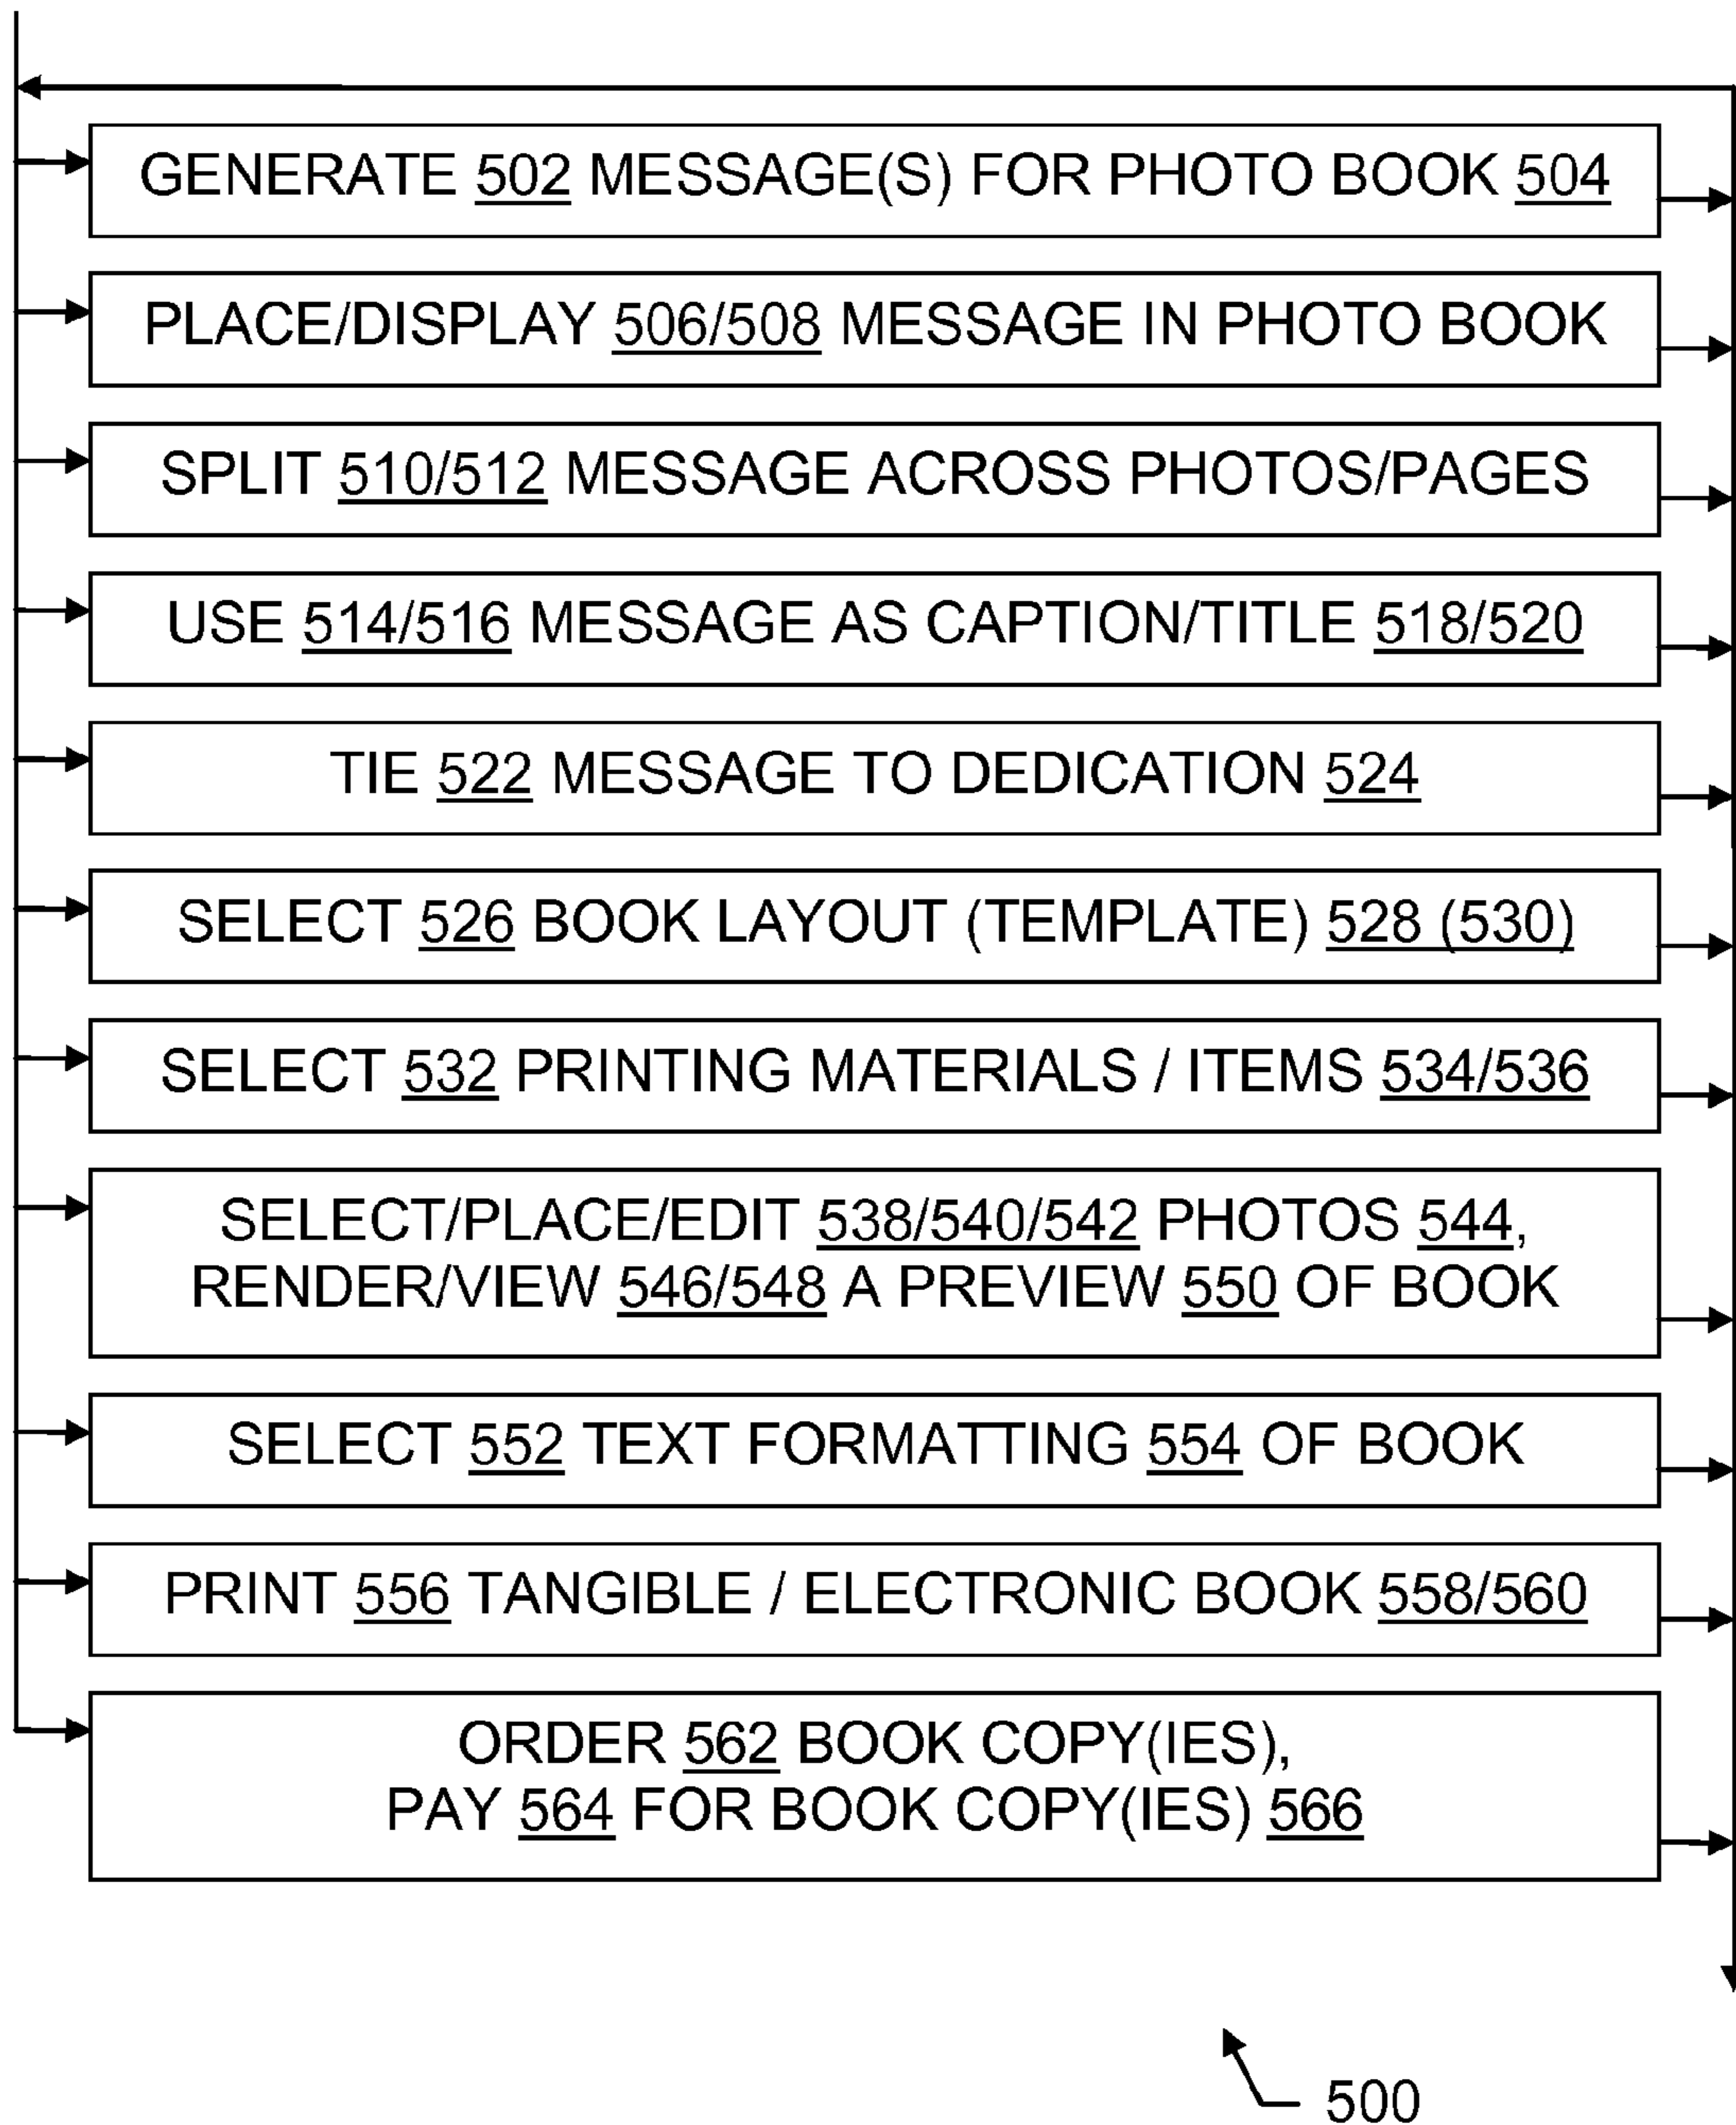 GENERATE 502 MESSAGE(S) FOR PHOTO BOOK 504
PLACE/DISPLAY 506/508 MESSAGE IN PHOTO BOOK
SPLIT 510/512 MESSAGE ACROSS PHOTOS/PAGES
USE 514/516 MESSAGE AS CAPTION/TITLE 518/520
TIE 522 MESSAGE TO DEDICATION 524
SELECT 526 BOOK LAYOUT (TEMPLATE) 528 (530)
SELECT 532 PRINTING MATERIALS / ITEMS 534/536
SELECT/PLACE/EDIT 538/540/542 PHOTOS 544,
RENDER/VIEW 546/548 A PREVIEW 550 OF BOOK
SELECT 552 TEXT FORMATTING 554 OF BOOK
PRINT 556 TANGIBLE / ELECTRONIC BOOK 558/560
ORDER 562 BOOK COPY(IES),
PAY 564 FOR BOOK COPY(IES) 566
500